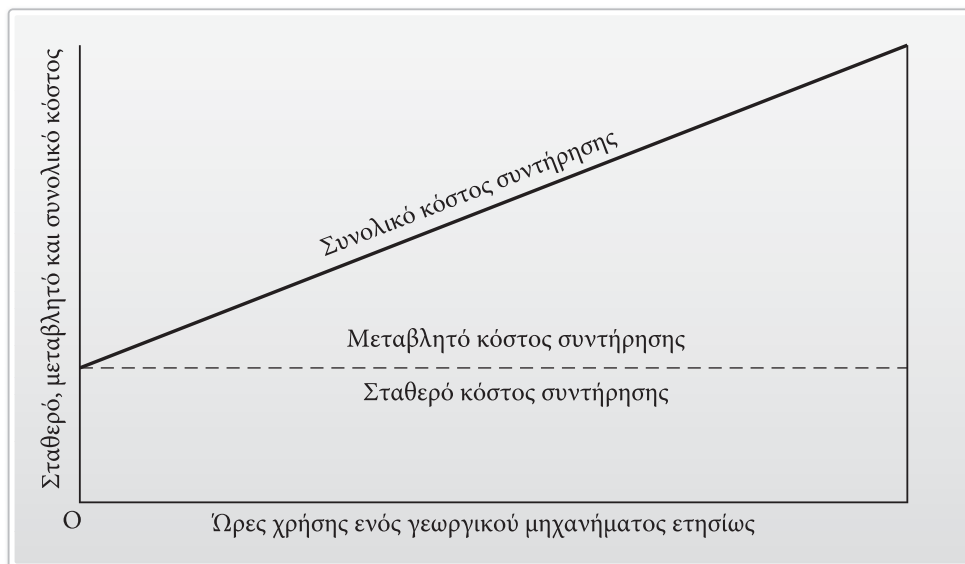 Σταθερό, μεταβλητό και συνολικό κόστος
Συνολικό κόστος συντήρησης
Μεταβλητό κόστος συντήρησης
Σταθερό κόστος συντήρησης
Ο
Ώρες χρήσης ενός γεωργικού μηχανήματος ετησίως